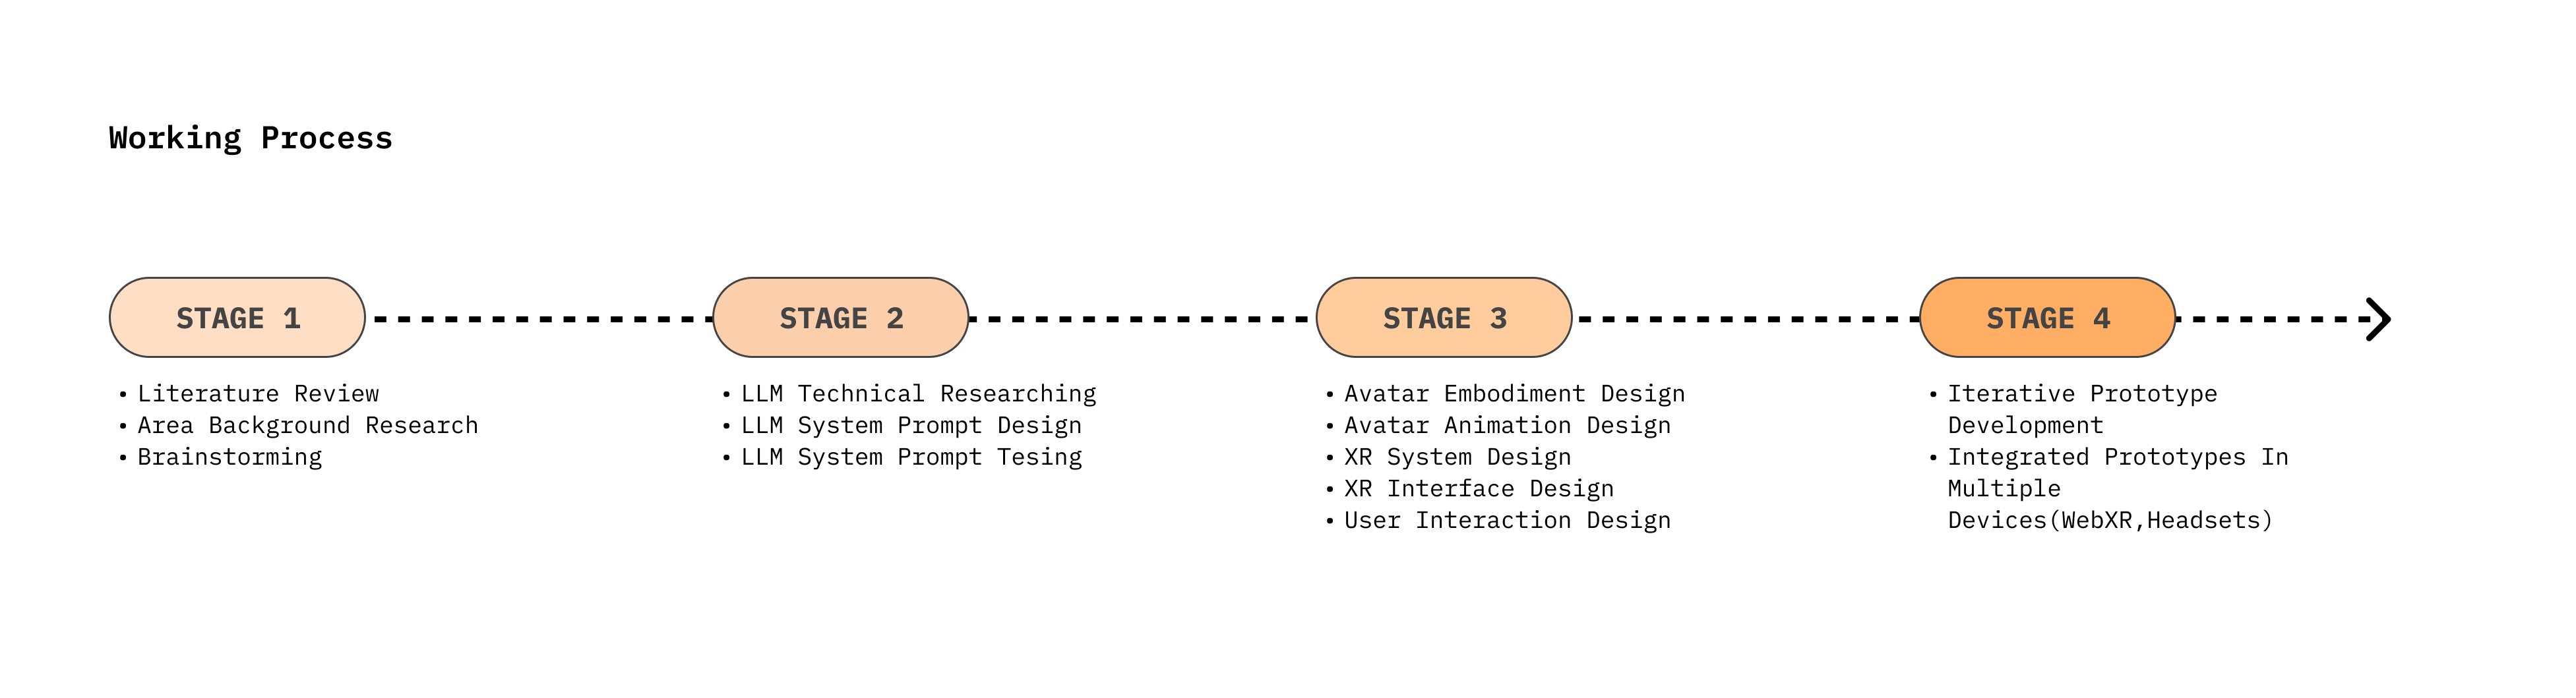 Working Process
STAGE 1
• Literature Review
• Area Background Research
• Brainstorming
STAGE 2
• LLM Technical Researching
• LLM System Prompt Design
• LLM System Prompt Tesing
STAGE 3
• Avatar Embodiment Design
• Avatar Animation Design
• XR System Design
• XR Interface Design
• User Interaction Design
STAGE 4
• Iterative Prototype
Development
• Integrated Prototypes In
Multiple
Devices(WebXR,Headsets)